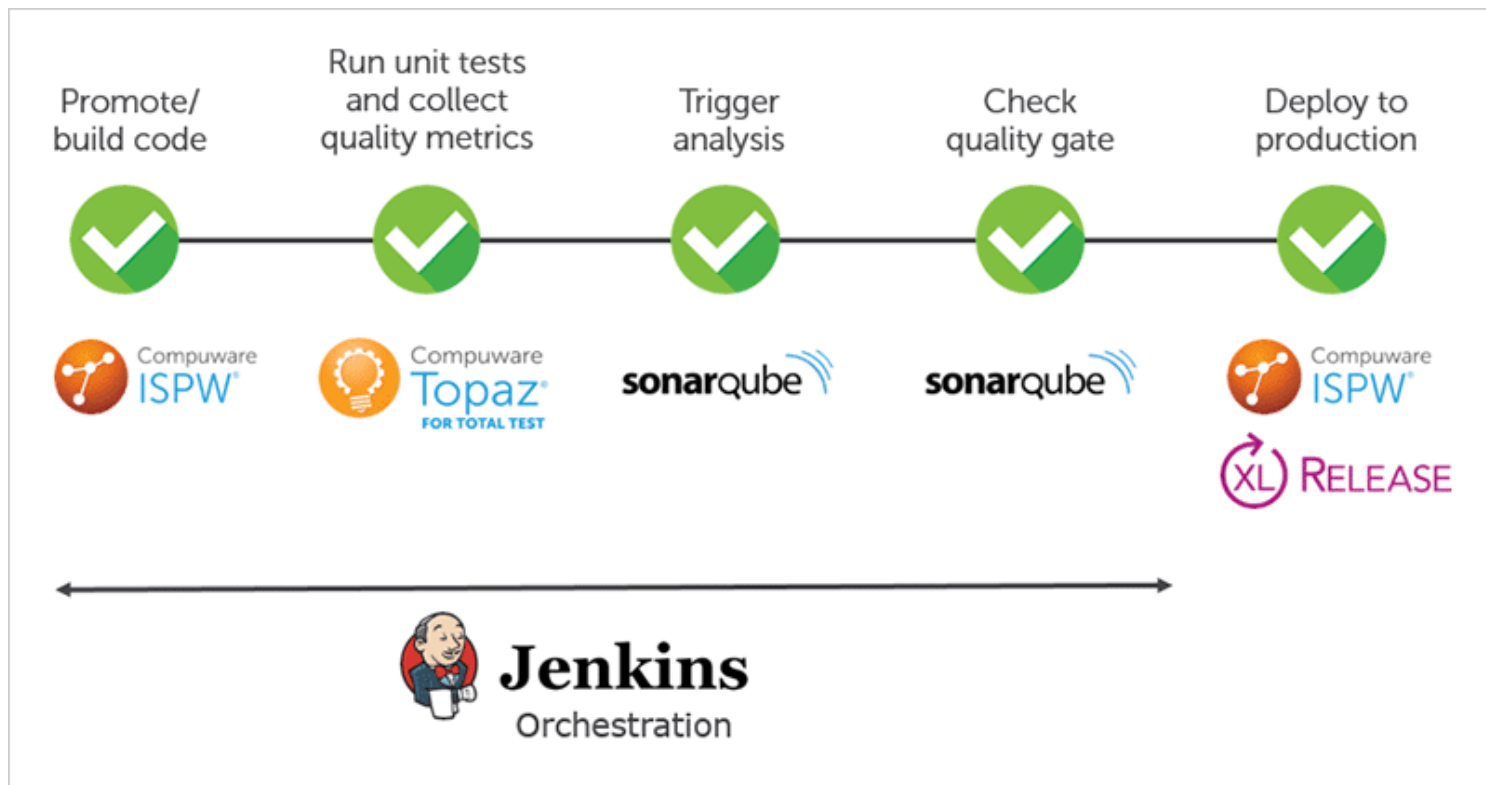 Promote/
build code
Run unit tests
and collect
quality metrics
Trigger
analysis
Check
quality gate
Deploy to
production
Compuware
ISPW®
Compuware
Topaz®
FOR TOTAL TEST
sonarqube
sonarqube
Compuware
ISPW®
XL RELEASE
Jenkins
Orchestration